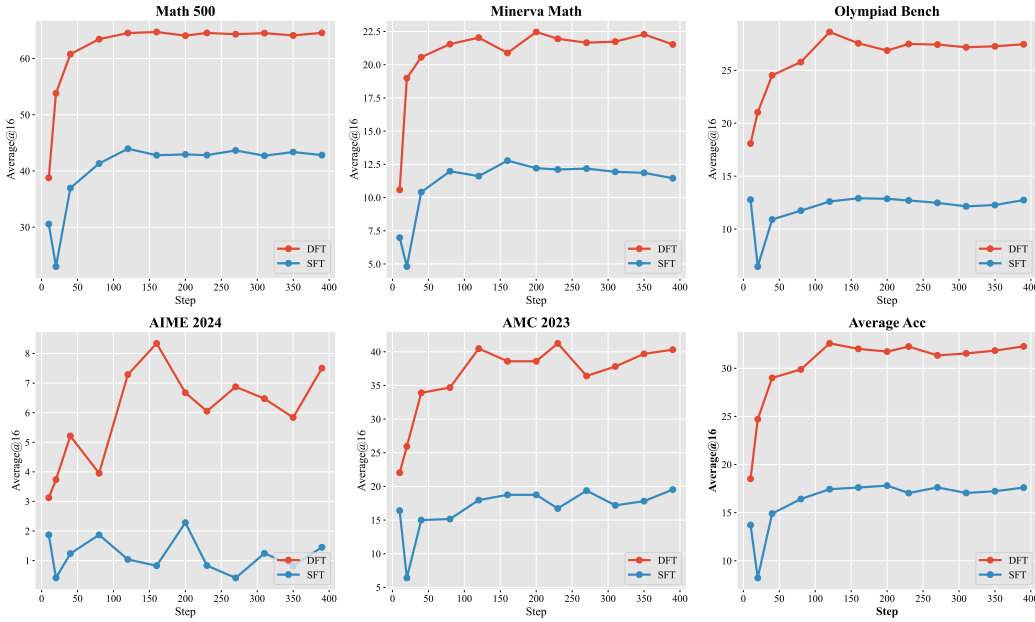 Math 500
Average@16
60
50
40
30
0 50 100 150 200 250 300 350 400
Step
DFT
SFT
Minerva Math
Average@16
22.5
20.0
17.5
15.0
12.5
10.0
7.5
5.0
0 50 100 150 200 250 300 350 400
Step
DFT
SFT
Olympiad Bench
Average@16
25
20
15
10
0 50 100 150 200 250 300 350 400
Step
DFT
SFT
AIME 2024
Average@16
8
7
6
5
4
3
2
1
0 50 100 150 200 250 300 350 400
Step
DFT
SFT
AMC 2023
Average@16
40
35
30
25
20
15
10
5
0 50 100 150 200 250 300 350 400
Step
DFT
SFT
Average Acc
Average@16
30
25
20
15
10
0 50 100 150 200 250 300 350 400
Step
DFT
SFT